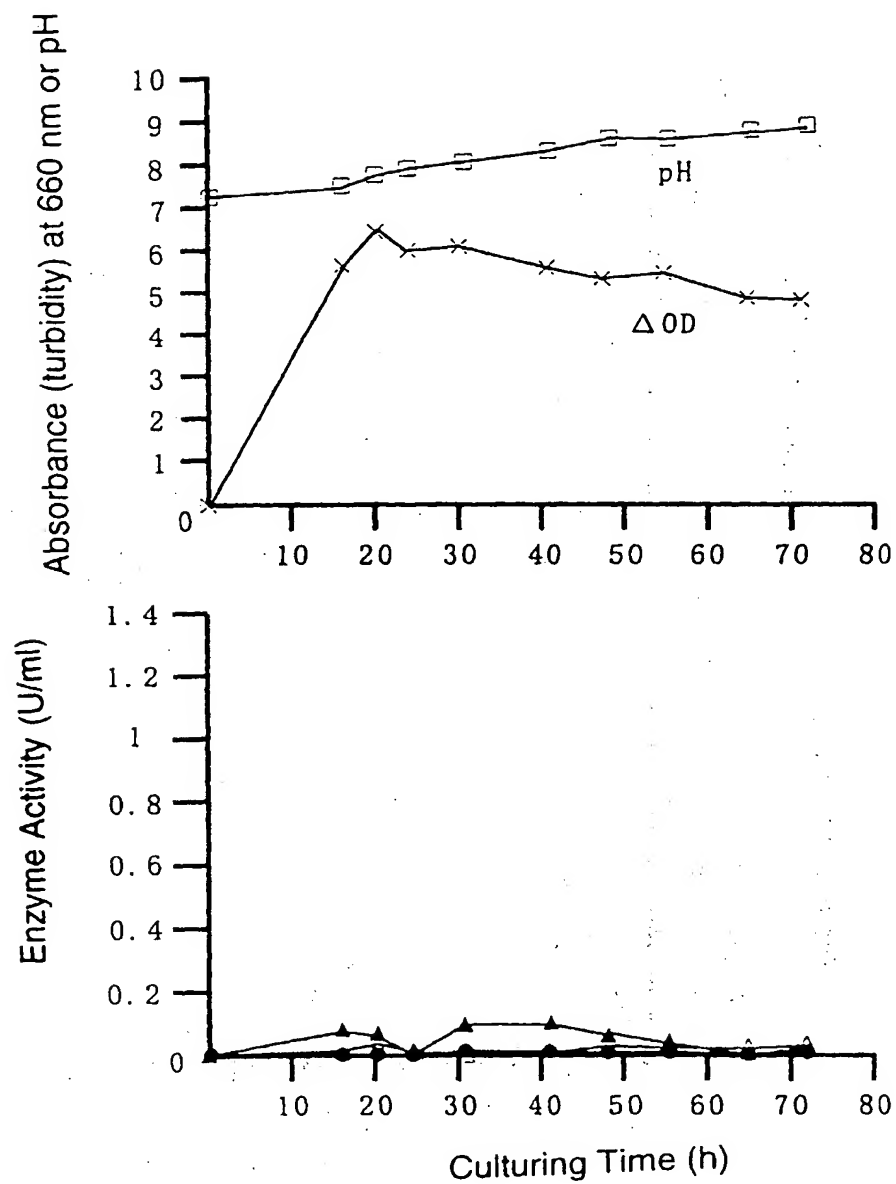 Absorbance (turbidity) at 660 nm or pH
10
9
8
7
6
5
4
3
2
1
0
pH
△OD
10 20 30 40 50 60 70 80
Enzyme Activity (U/ml)
1.4
1.2
1
0.8
0.6
0.4
0.2
0
10 20 30 40 50 60 70 80
Culturing Time (h)